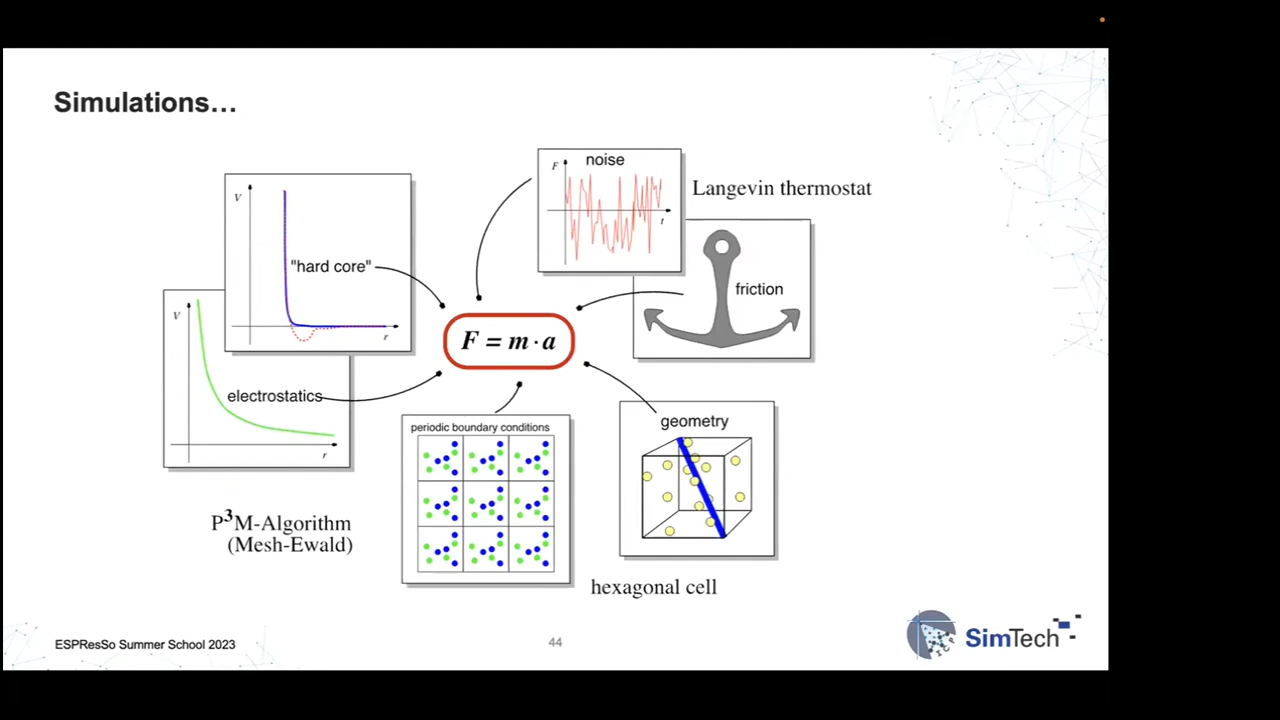 Simulations…
noise
F
t
Langevin thermostat
V
"hard core"
r
friction
V
F = m · a
electrostatics
r
periodic boundary conditions
geometry
P³M-Algorithm
(Mesh-Ewald)
hexagonal cell
ESPResSo Summer School 2023
44
ICP
SimTech